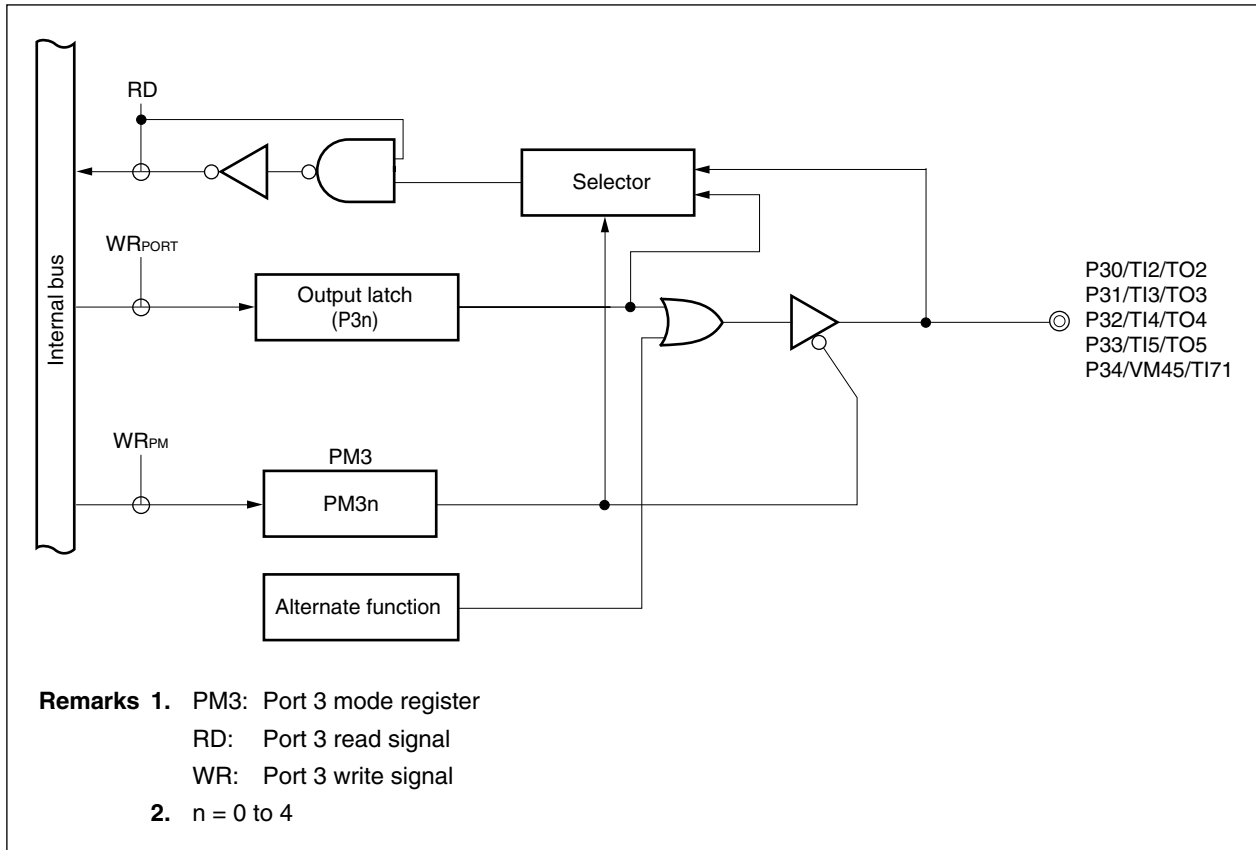 RD
Selector
WRPORT
Internal bus
Output latch
(P3n)
P30/TI2/TO2
P31/TI3/TO3
P32/TI4/TO4
P33/TI5/TO5
P34/VM45/TI71
WRPM
PM3
PM3n
Alternate function
Remarks 1. PM3: Port 3 mode register
RD: Port 3 read signal
WR: Port 3 write signal
2. n = 0 to 4